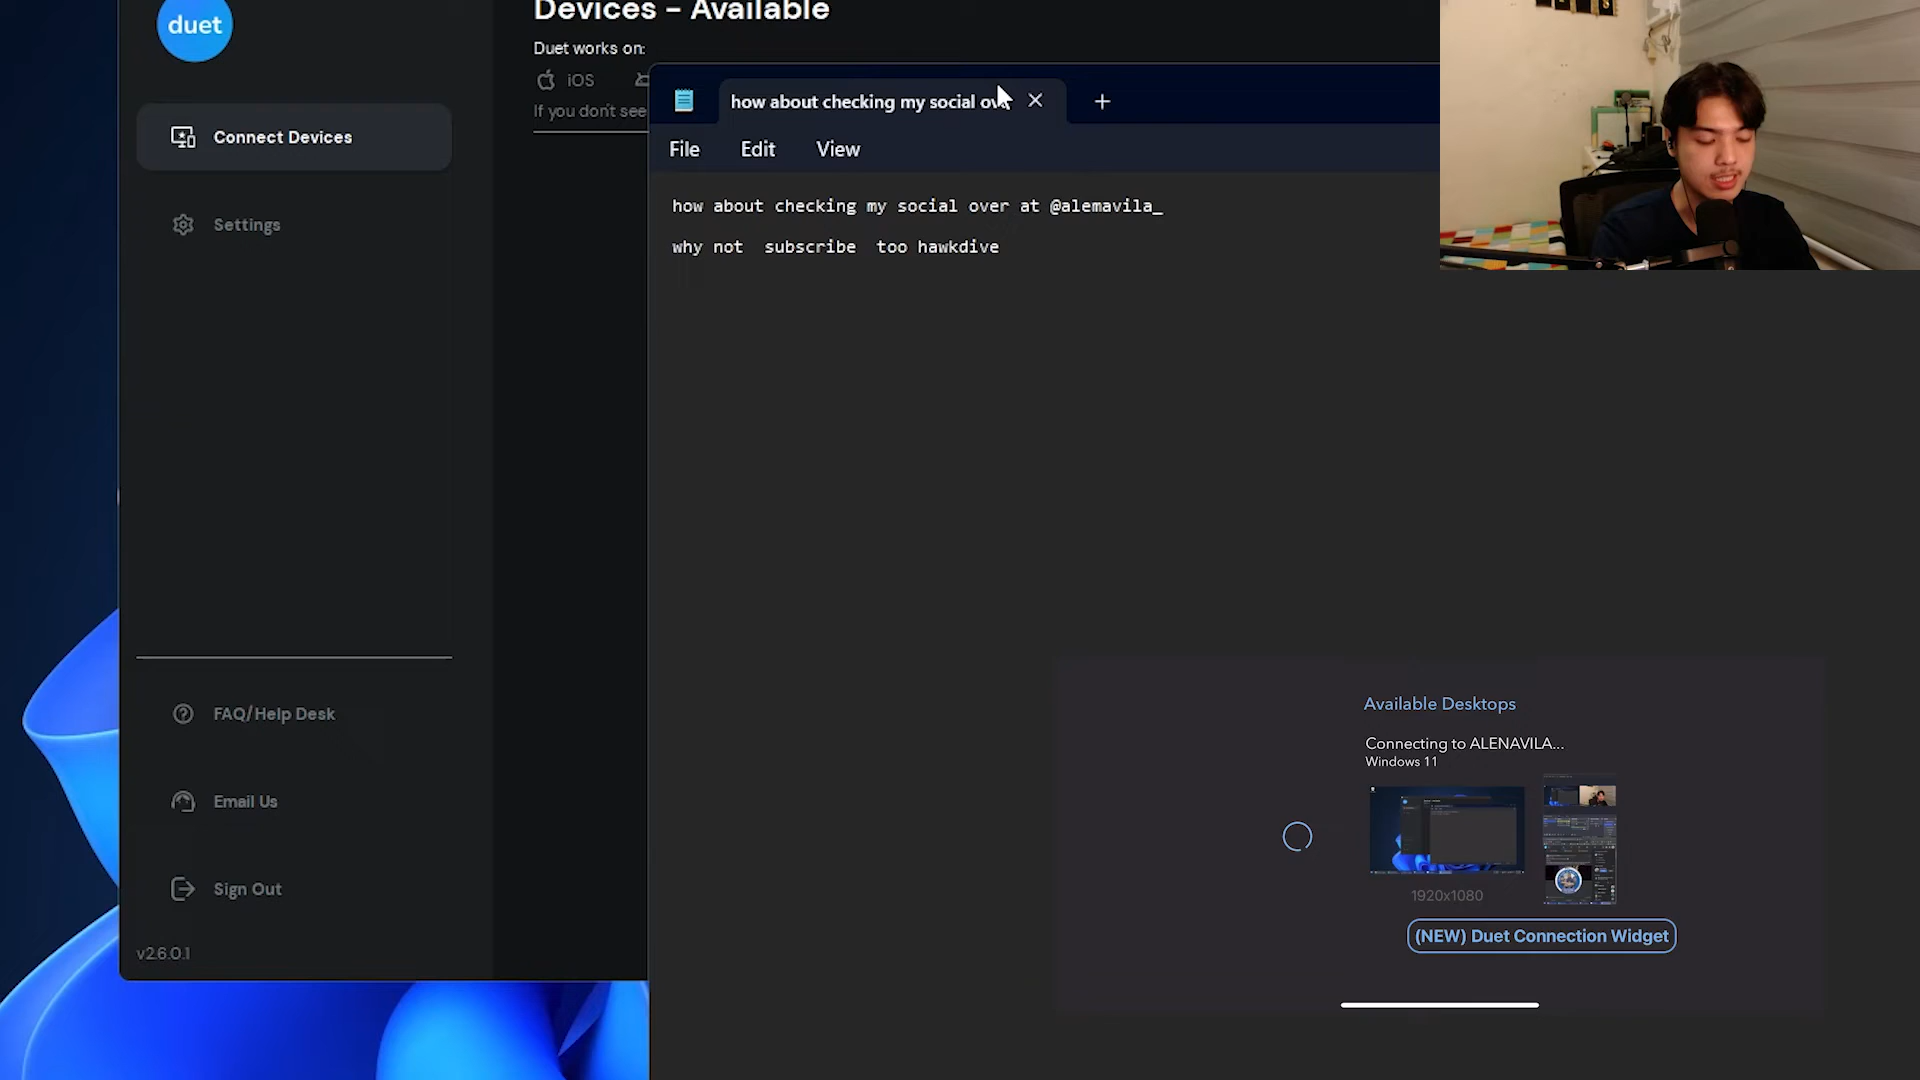 duet
Connect Devices
Settings
FAQ/Help Desk
Email Us
Sign Out
v2.6.0.1
Devices - Available
Duet works on:
iOS
If you don't see
how about checking my social ov
File Edit View
how about checking my social over at @alemavila_
why not  subscribe  too hawkdive
Available Desktops
Connecting to ALENAVILA...
Windows 11
1920x1080
(NEW) Duet Connection Widget